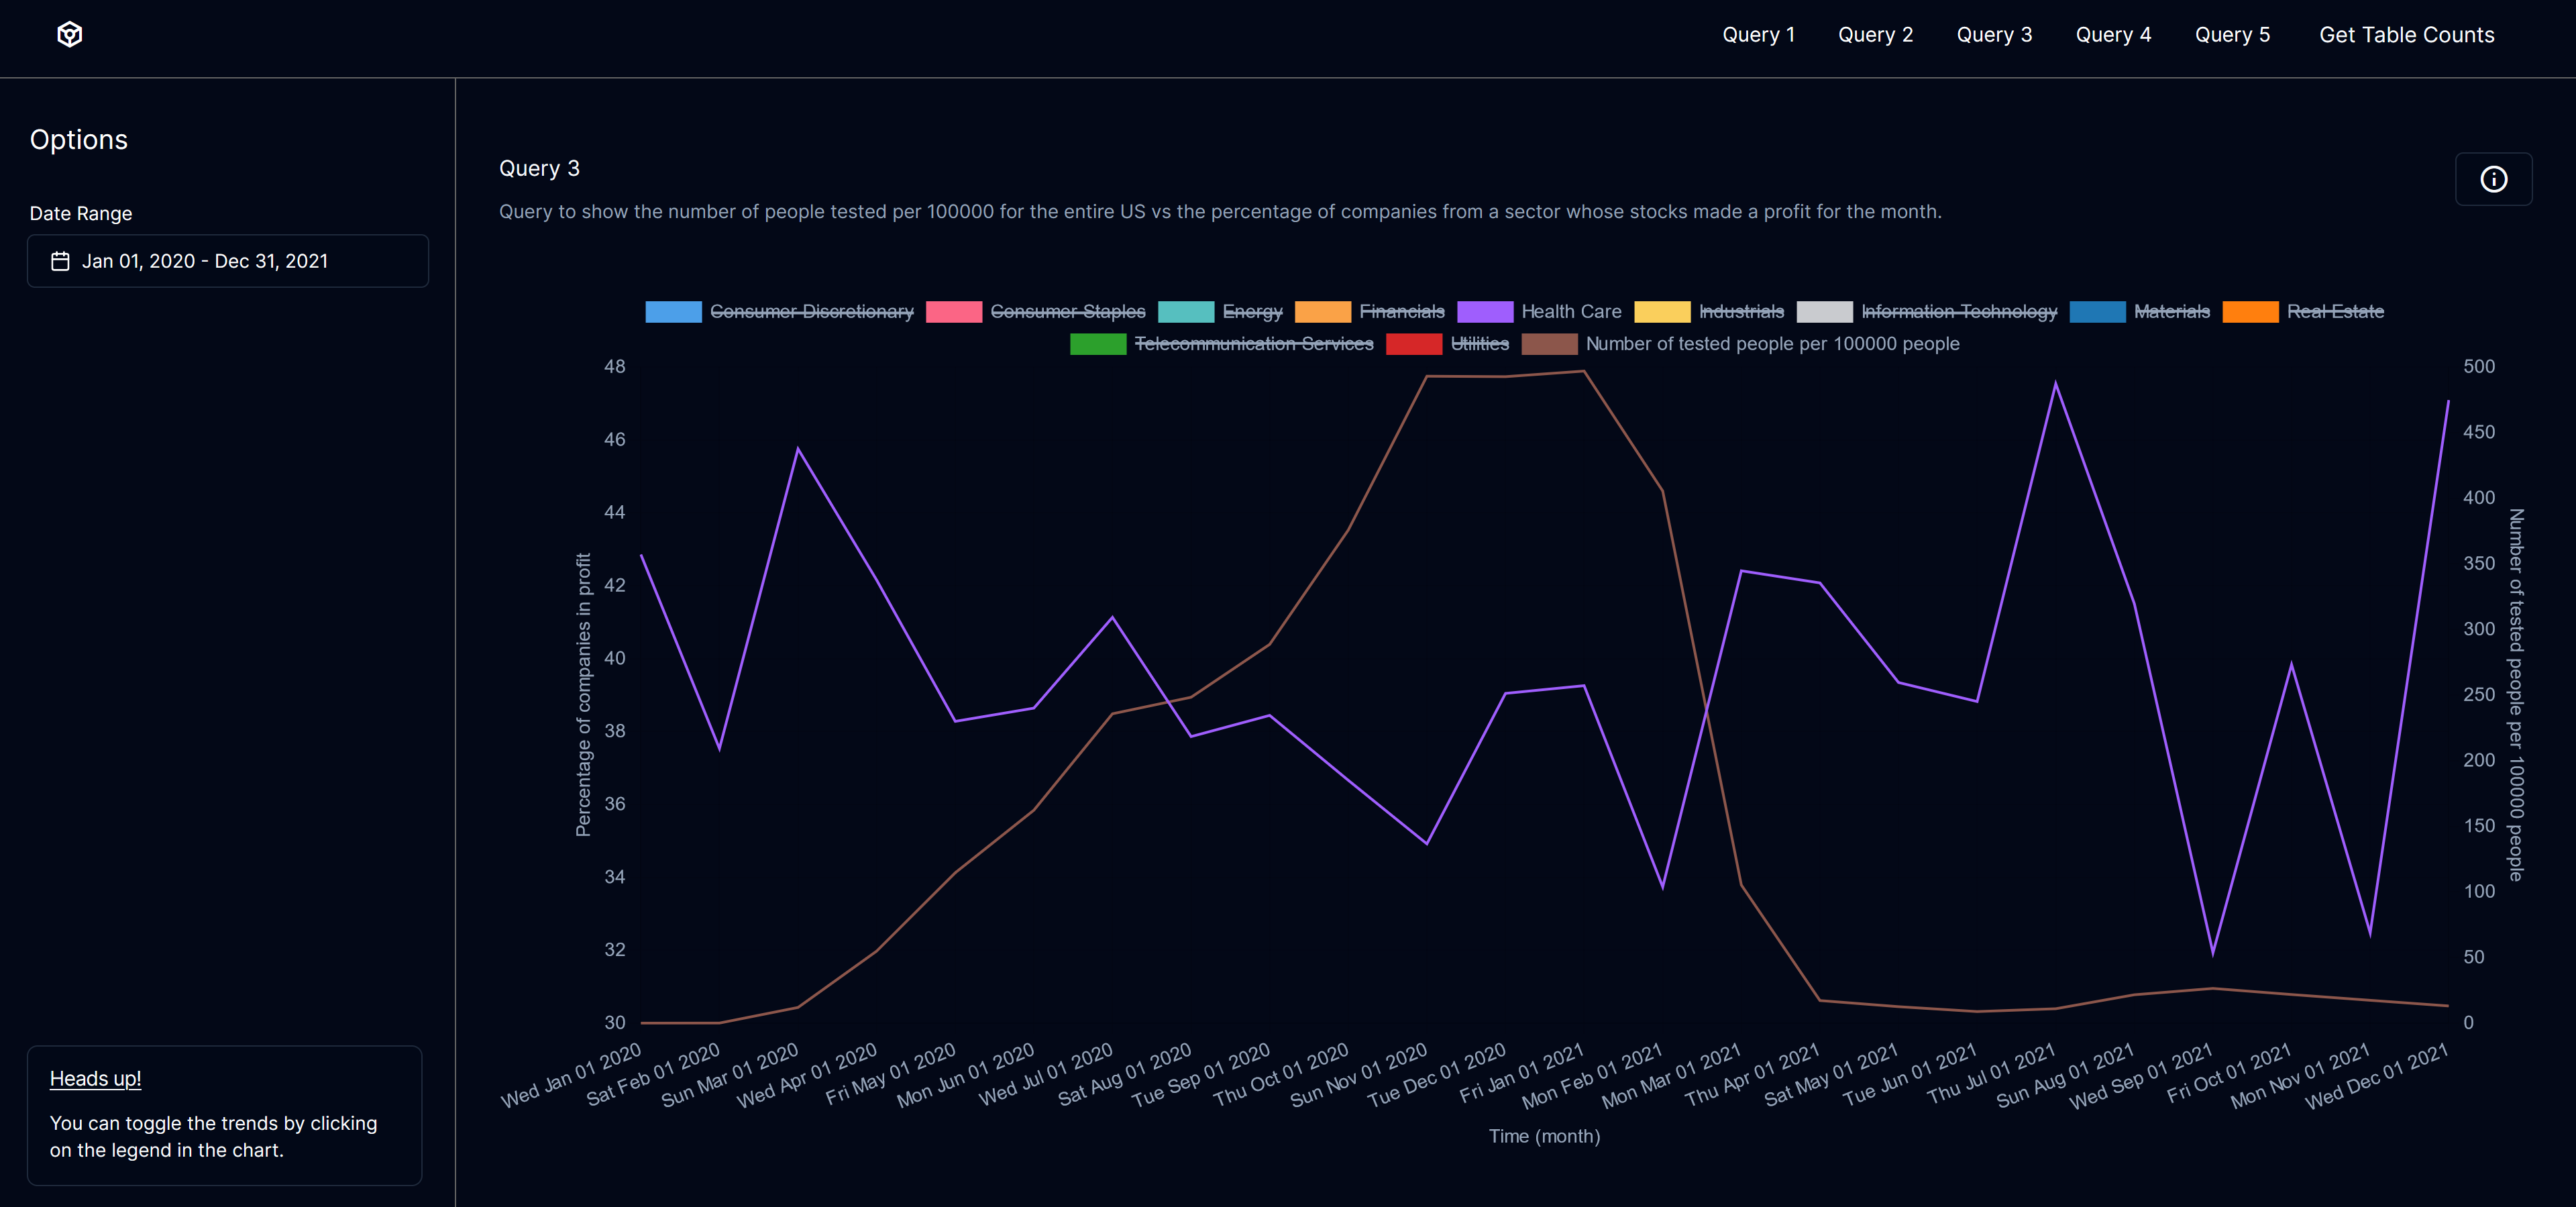 Query 1 Query 2 Query 3 Query 4 Query 5 Get Table Counts
Options
Date Range
Jan 01, 2020 - Dec 31, 2021
Heads up!
You can toggle the trends by clicking
on the legend in the chart.
Query 3
Query to show the number of people tested per 100000 for the entire US vs the percentage of companies from a sector whose stocks made a profit for the month.
Consumer Discretionary Consumer Staples Energy Financials Health Care Industrials Information Technology Materials Real Estate
Telecommunication Services Utilities Number of tested people per 100000 people
Percentage of companies in profit
48
46
44
42
40
38
36
34
32
30
500
450
400
350
300
250
200
150
100
50
0
Number of tested people per 100000 people
Wed Jan 01 2020
Sat Feb 01 2020
Sun Mar 01 2020
Wed Apr 01 2020
Fri May 01 2020
Mon Jun 01 2020
Wed Jul 01 2020
Sat Aug 01 2020
Tue Sep 01 2020
Thu Oct 01 2020
Sun Nov 01 2020
Tue Dec 01 2020
Fri Jan 01 2021
Mon Feb 01 2021
Mon Mar 01 2021
Thu Apr 01 2021
Sat May 01 2021
Tue Jun 01 2021
Thu Jul 01 2021
Sun Aug 01 2021
Wed Sep 01 2021
Fri Oct 01 2021
Mon Nov 01 2021
Wed Dec 01 2021
Time (month)